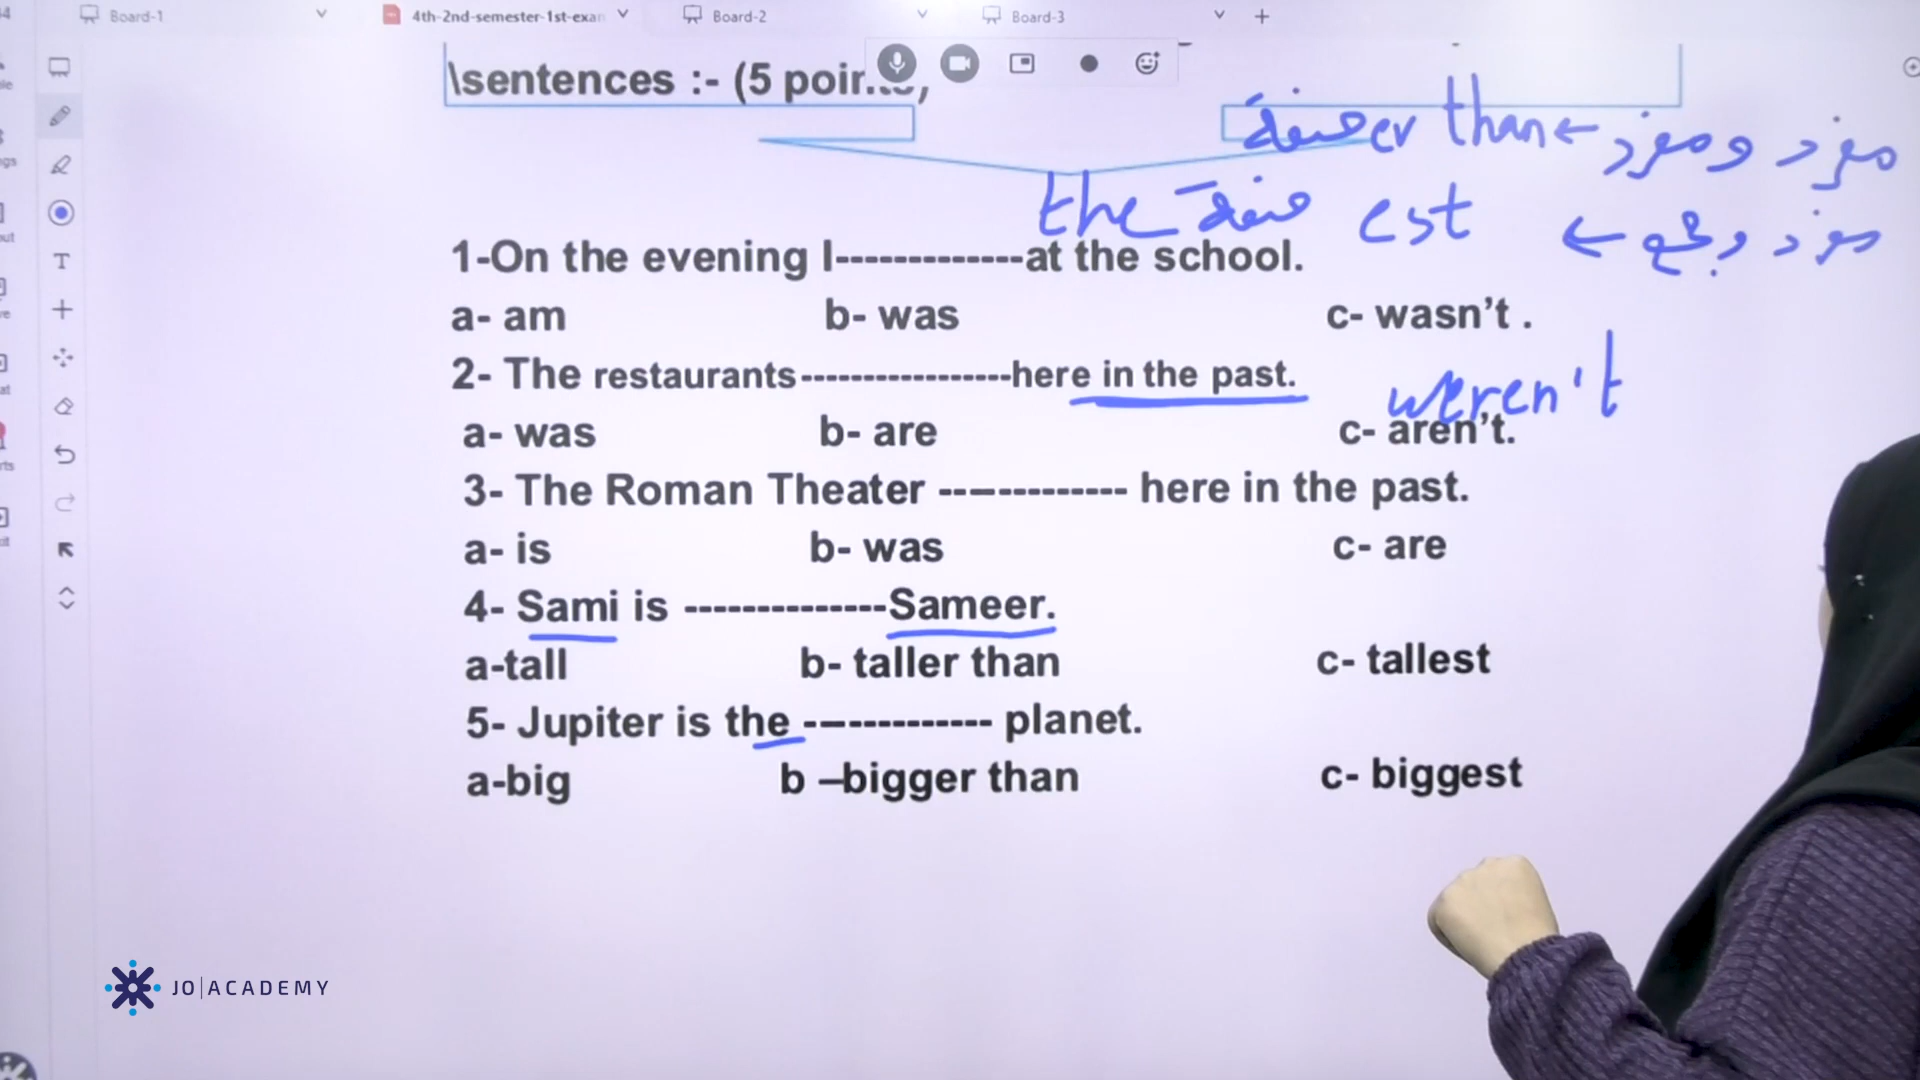 Board-1
4th-2nd-semester-1st-exar
Board-2
Board-3
\sentences :- (5 poin
صفة er than ← مفرد ومفرد
the صفة est ← مفرد وجمع
1-On the evening I-------------at the school.
a- am b- was c- wasn't .
2- The restaurants-----------------here in the past.
weren't
a- was b- are c- aren't.
3- The Roman Theater ------------- here in the past.
a- is b- was c- are
4- Sami is --------------Sameer.
a-tall b- taller than c- tallest
5- Jupiter is the ------------- planet.
a-big b –bigger than c- biggest
JO|ACADEMY